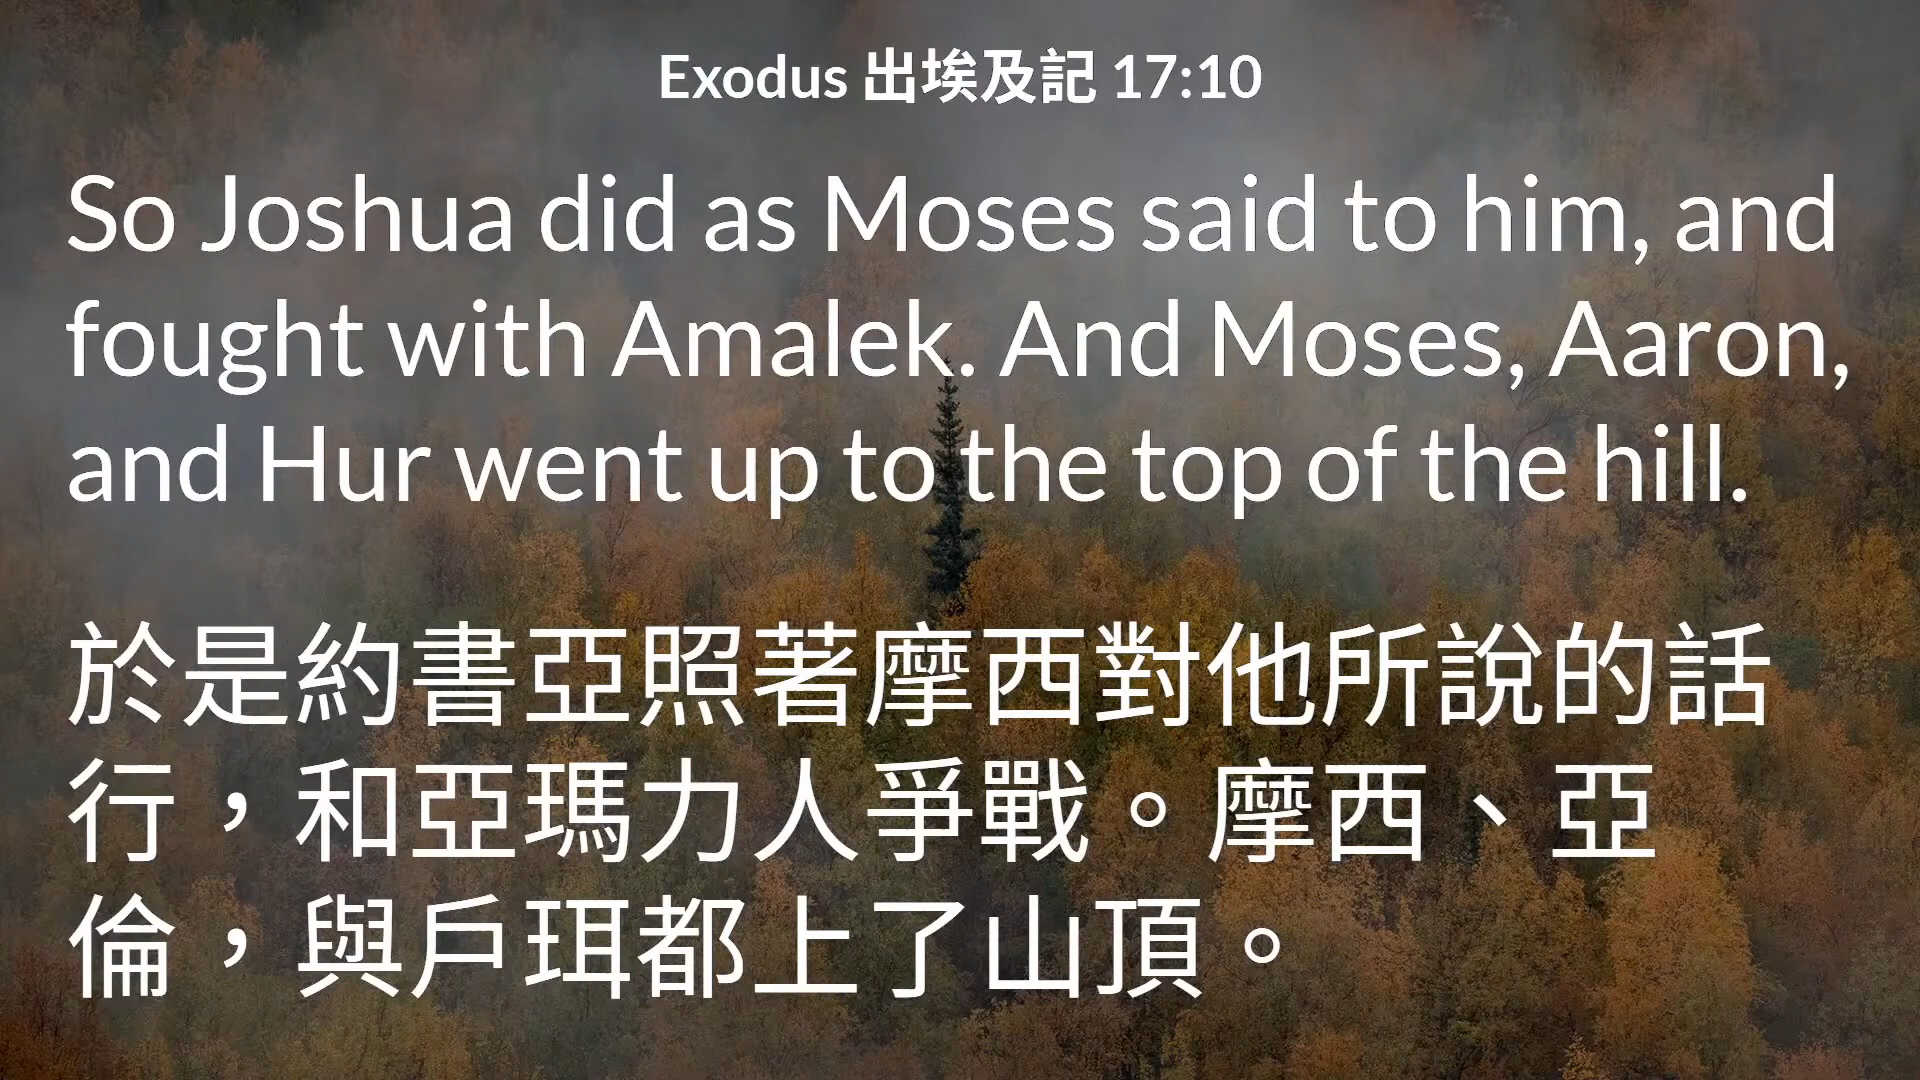 Exodus 出埃及記 17:10
So Joshua did as Moses said to him, and
fought with Amalek. And Moses, Aaron,
and Hur went up to the top of the hill.
於是約書亞照著摩西對他所說的話
行，和亞瑪力人爭戰。摩西、亞
倫，與戶珥都上了山頂。